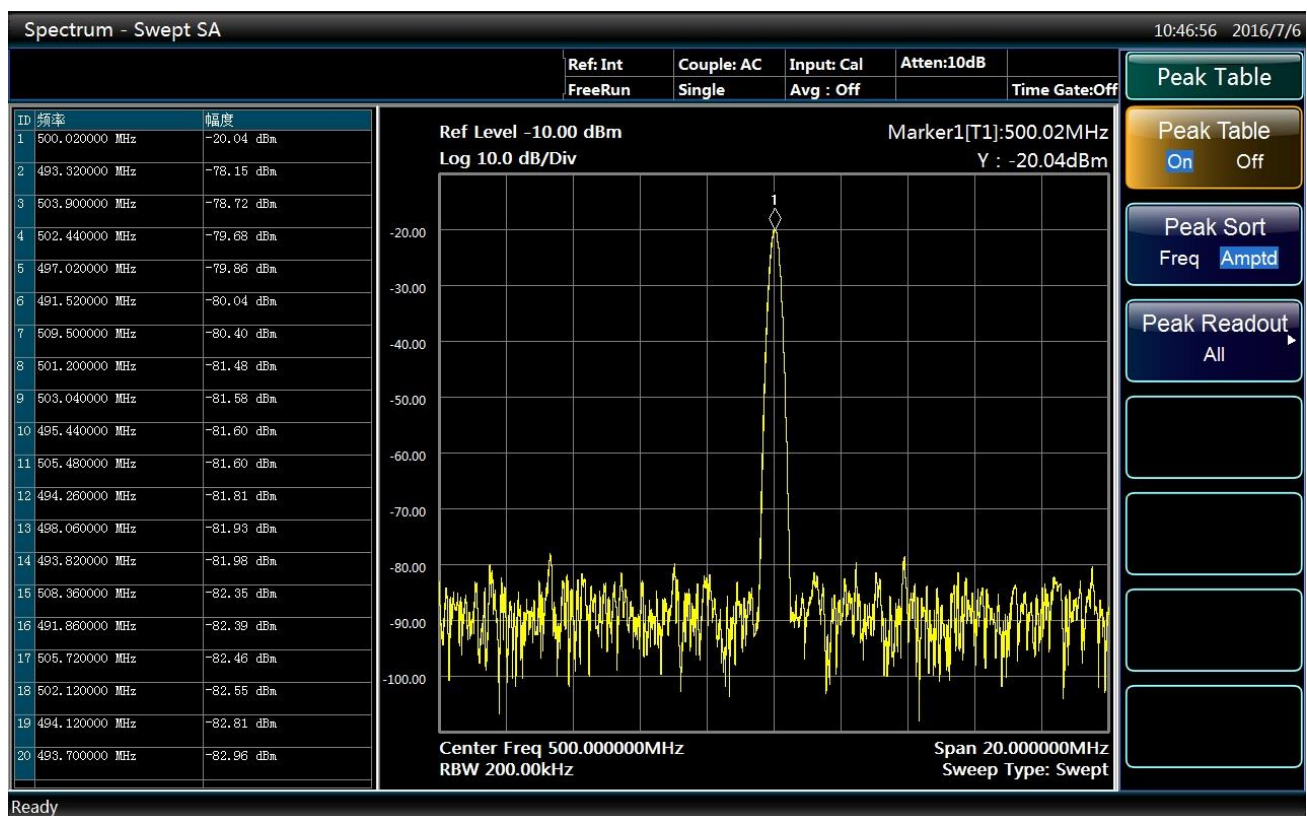 Spectrum - Swept SA
10:46:56 2016/7/6
Ref: Int Couple: AC Input: Cal Atten:10dB
FreeRun Single Avg : Off Time Gate:Off
ID 频率 幅度
1 500.020000 MHz -20.04 dBm
2 493.320000 MHz -78.15 dBm
3 503.900000 MHz -78.72 dBm
4 502.440000 MHz -79.68 dBm
5 497.020000 MHz -79.86 dBm
6 491.520000 MHz -80.04 dBm
7 509.500000 MHz -80.40 dBm
8 501.200000 MHz -81.48 dBm
9 503.040000 MHz -81.58 dBm
10 495.440000 MHz -81.60 dBm
11 505.480000 MHz -81.60 dBm
12 494.260000 MHz -81.81 dBm
13 498.060000 MHz -81.93 dBm
14 493.820000 MHz -81.98 dBm
15 508.360000 MHz -82.35 dBm
16 491.860000 MHz -82.39 dBm
17 505.720000 MHz -82.46 dBm
18 502.120000 MHz -82.55 dBm
19 494.120000 MHz -82.81 dBm
20 493.700000 MHz -82.96 dBm
Ref Level -10.00 dBm Marker1[T1]:500.02MHz
Log 10.0 dB/Div Y : -20.04dBm
1
-20.00
-30.00
-40.00
-50.00
-60.00
-70.00
-80.00
-90.00
-100.00
Center Freq 500.000000MHz Span 20.000000MHz
RBW 200.00kHz Sweep Type: Swept
Peak Table
Peak Table
On Off
Peak Sort
Freq Amptd
Peak Readout
All
Ready